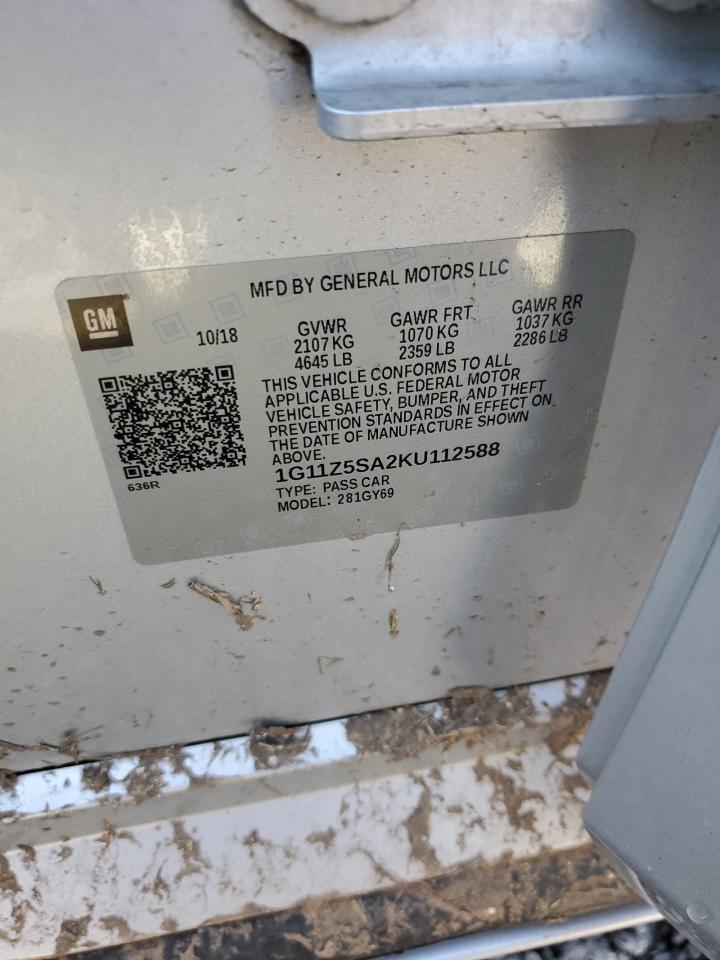 MFD BY GENERAL MOTORS LLC
GM
10/18
GVWR
2107 KG
4645 LB
GAWR FRT
1070 KG
2359 LB
GAWR RR
1037 KG
2286 LB
THIS VEHICLE CONFORMS TO ALL
APPLICABLE U.S. FEDERAL MOTOR
VEHICLE SAFETY, BUMPER, AND THEFT
PREVENTION STANDARDS IN EFFECT ON
THE DATE OF MANUFACTURE SHOWN
ABOVE.
1G11Z5SA2KU112588
TYPE: PASS CAR
MODEL: 281GY69
636R